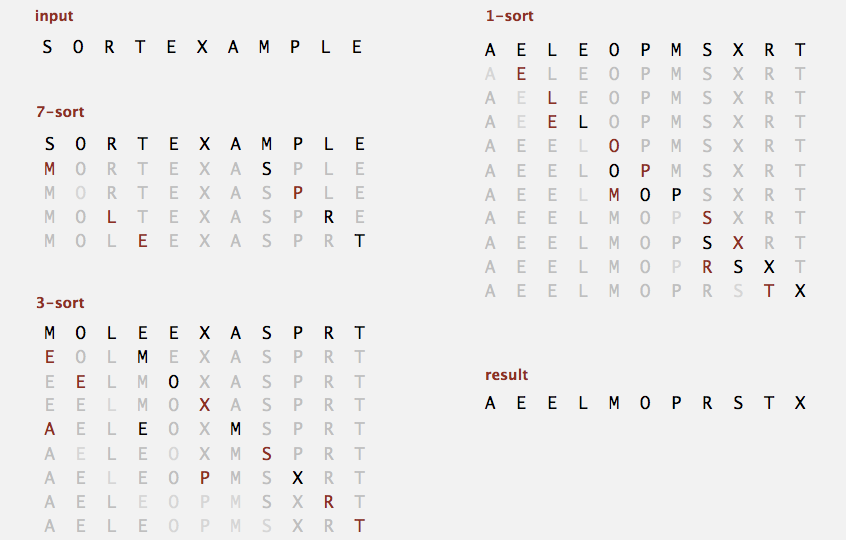 input
S O R T E X A M P L E
7-sort
S O R T E X A M P L E
M O R T E X A S P L E
M O R T E X A S P L E
M O L T E X A S P R E
M O L E E X A S P R T
3-sort
M O L E E X A S P R T
E O L M E X A S P R T
E E L M O X A S P R T
E E L M O X A S P R T
A E L E O X M S P R T
A E L E O X M S P R T
A E L E O P M S X R T
A E L E O P M S X R T
A E L E O P M S X R T
1-sort
A E L E O P M S X R T
A E L E O P M S X R T
A E L E O P M S X R T
A E E L O P M S X R T
A E E L O P M S X R T
A E E L O P M S X R T
A E E L M O P S X R T
A E E L M O P S X R T
A E E L M O P S X R T
A E E L M O P R S X T
A E E L M O P R S T X
result
A E E L M O P R S T X